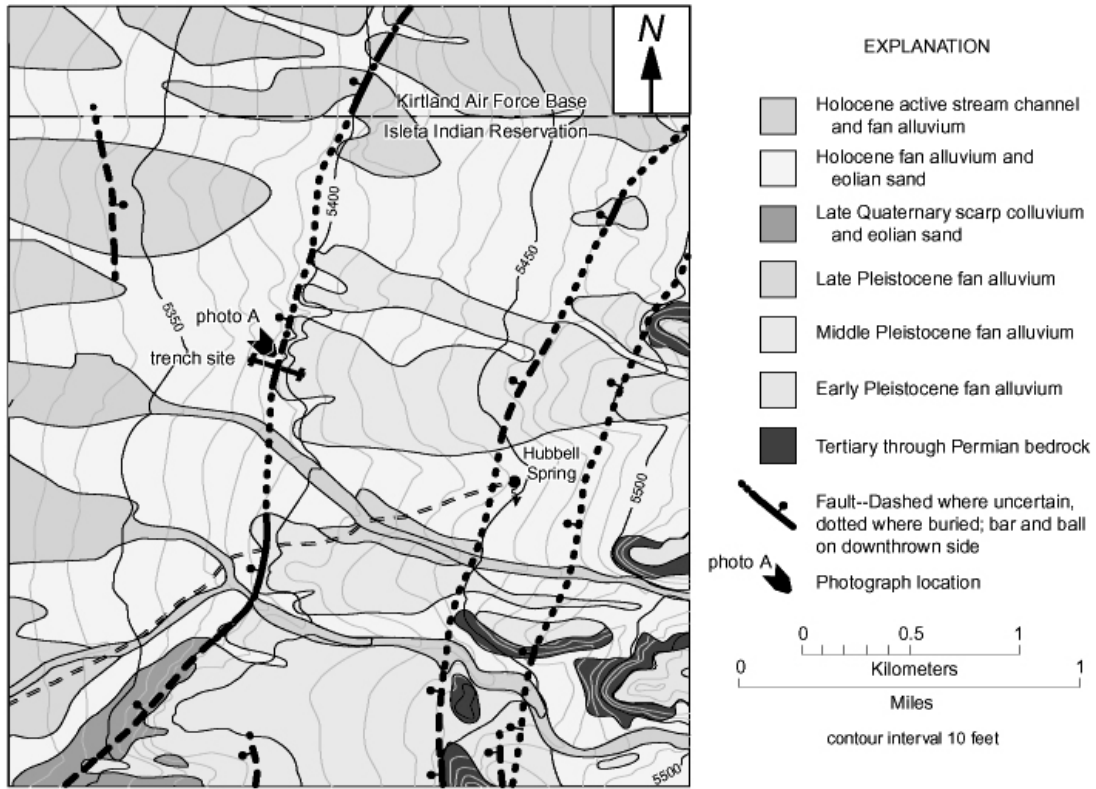 N
Kirtland Air Force Base
Isleta Indian Reservation
5400
5450
5350
photo A
trench site
Hubbell
Spring
5500
5500
EXPLANATION
Holocene active stream channel
and fan alluvium
Holocene fan alluvium and
eolian sand
Late Quaternary scarp colluvium
and eolian sand
Late Pleistocene fan alluvium
Middle Pleistocene fan alluvium
Early Pleistocene fan alluvium
Tertiary through Permian bedrock
Fault--Dashed where uncertain,
dotted where buried; bar and ball
on downthrown side
photo A
Photograph location
0 0.5 1
Kilometers
0 1
Miles
contour interval 10 feet